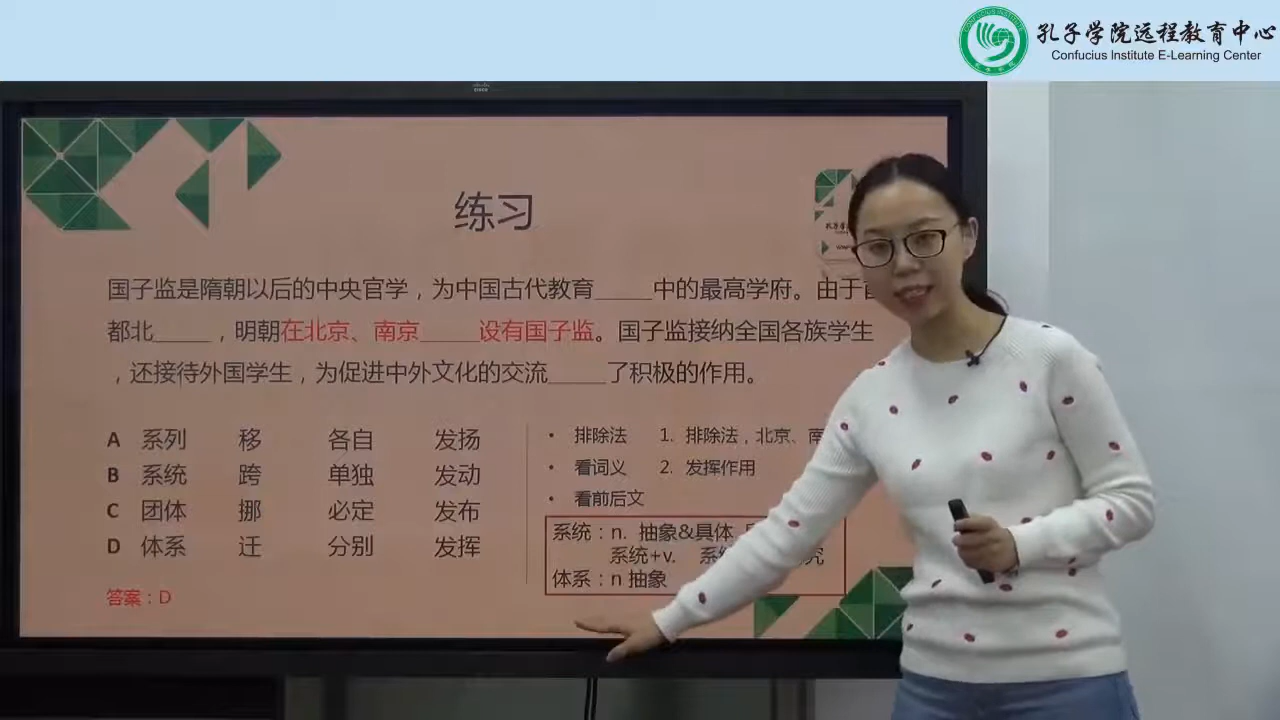 孔子学院远程教育中心
Confucius Institute E-Learning Center
练习
国子监是隋朝以后的中央官学，为中国古代教育_____中的最高学府。由于
都北_____，明朝在北京、南京_____设有国子监。国子监接纳全国各族学生
，还接待外国学生，为促进中外文化的交流_____了积极的作用。
A 系列 移 各自 发扬
B 系统 跨 单独 发动
C 团体 挪 必定 发布
D 体系 迁 分别 发挥
答案：D
• 排除法 1. 排除法，北京、南
• 看词义 2. 发挥作用
• 看前后文
系统：n. 抽象&具体
系统+v.
体系：n 抽象